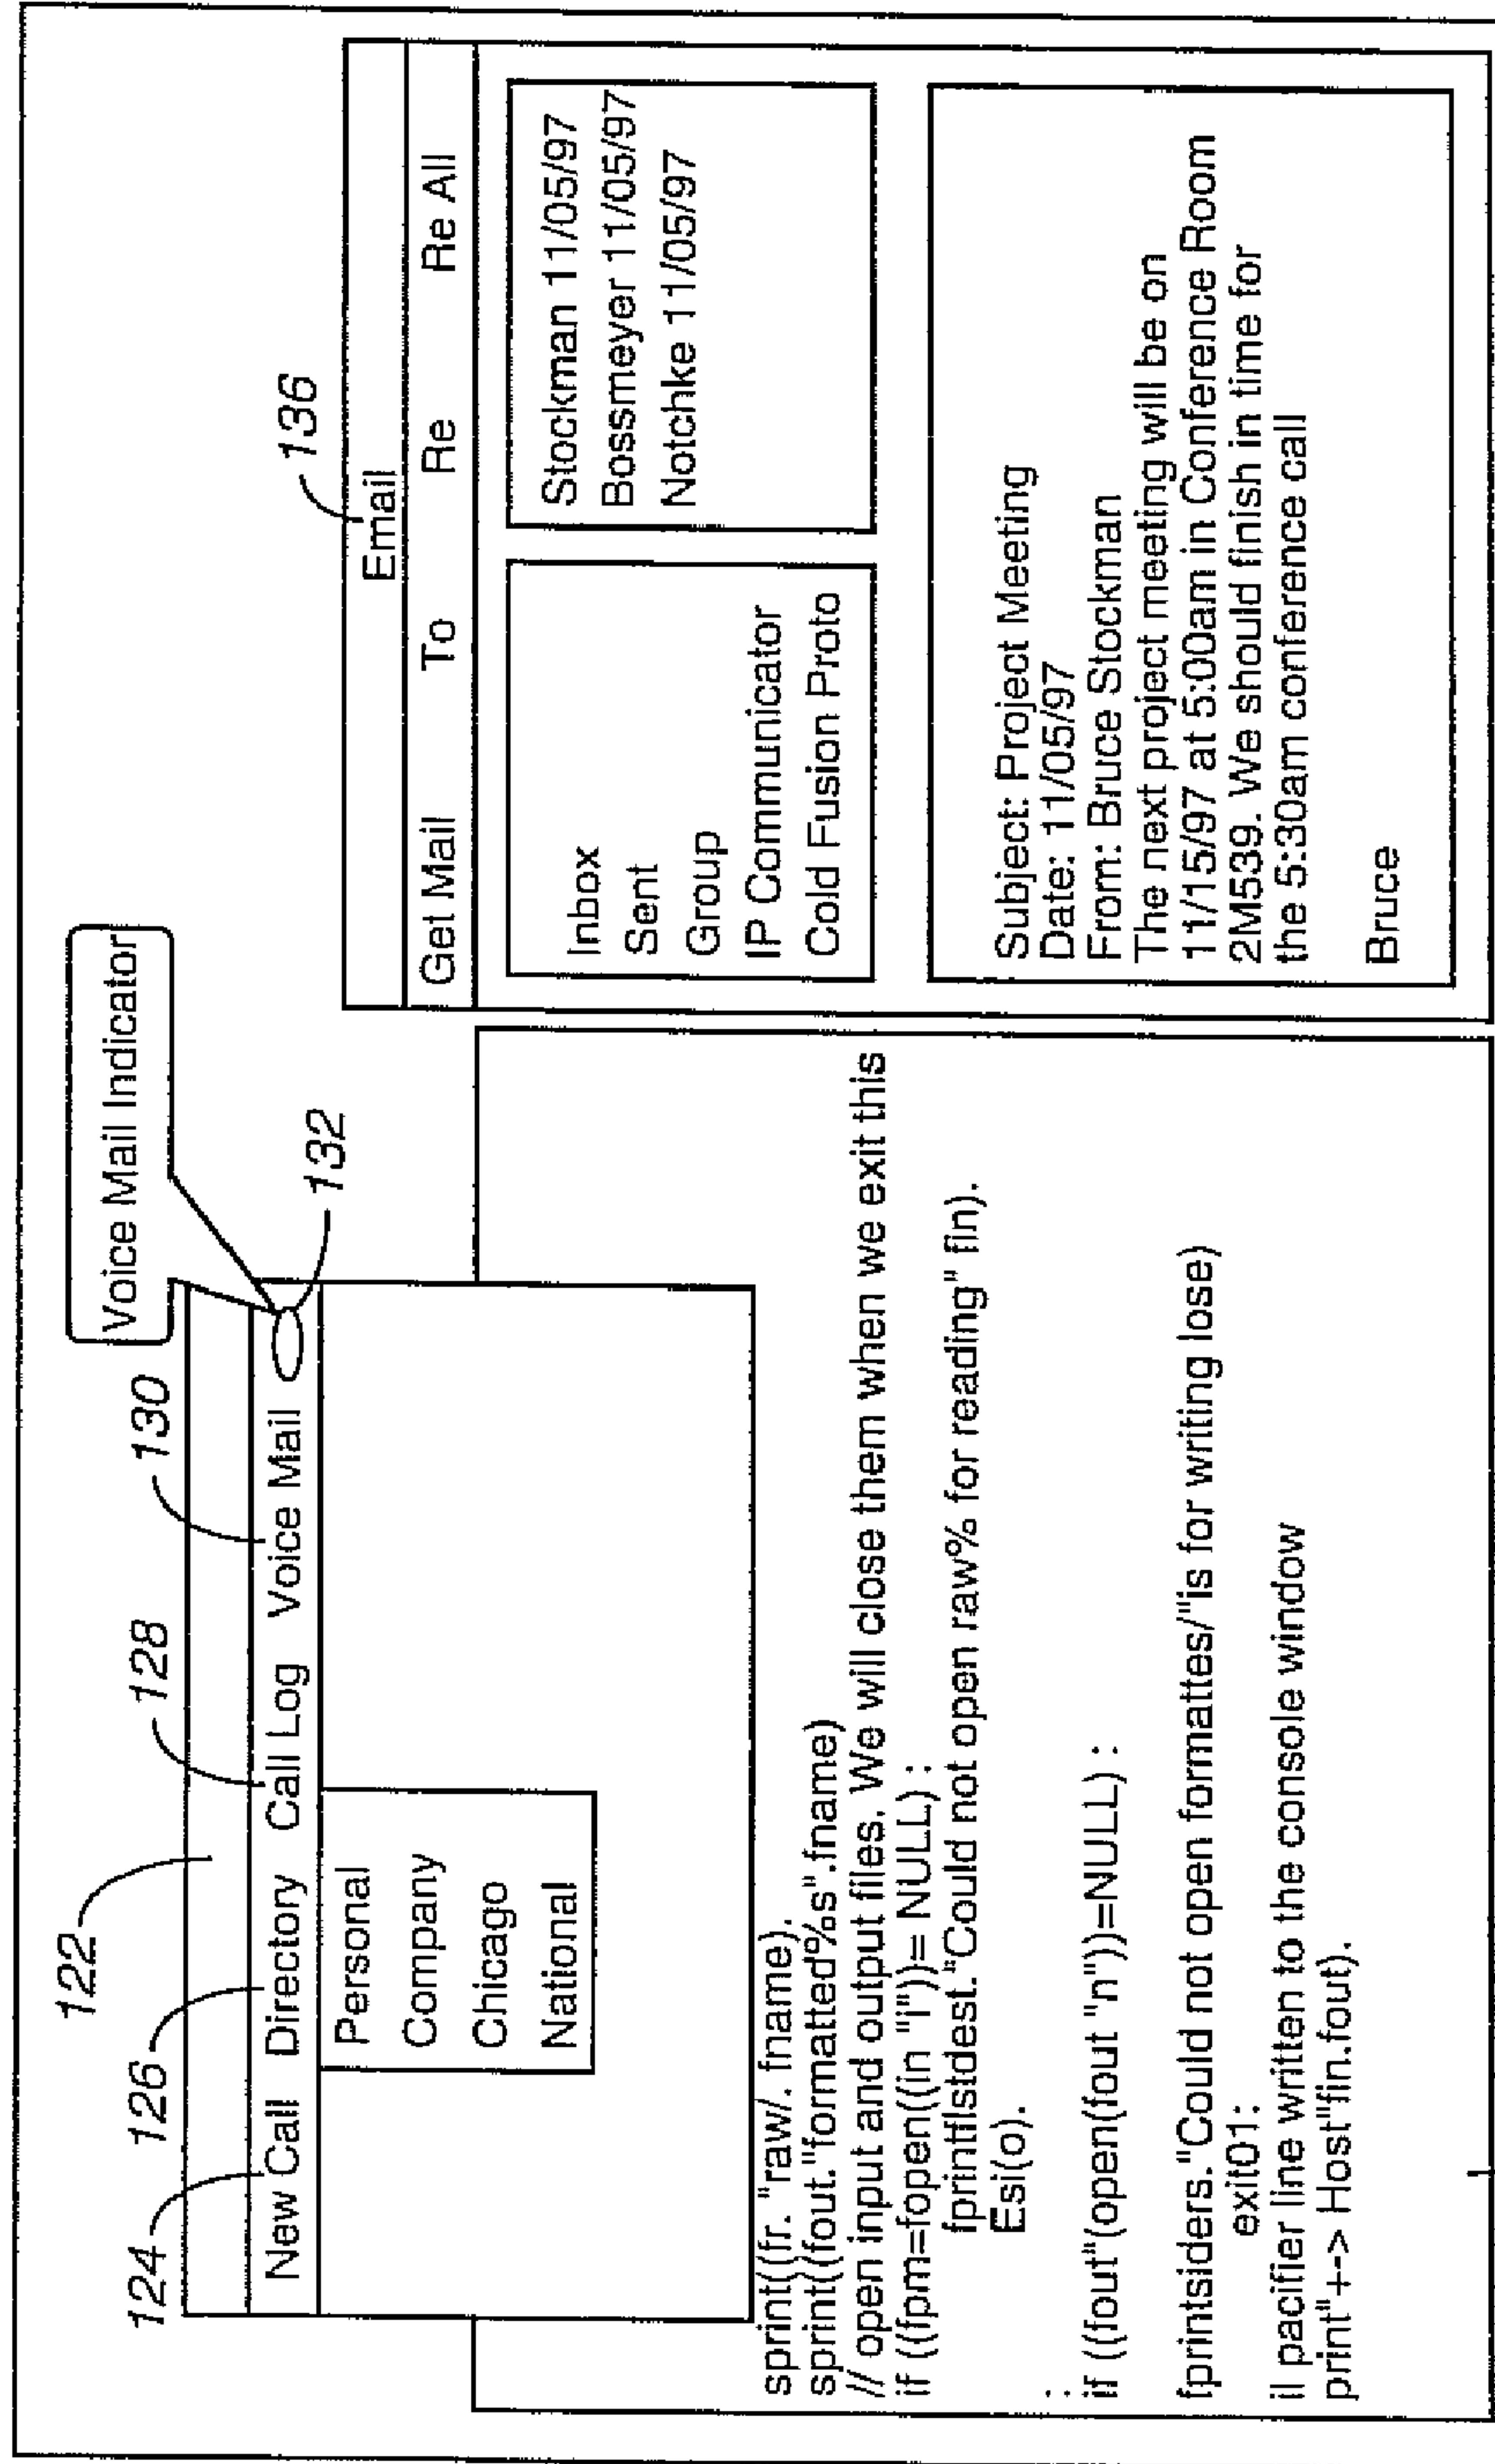 Voice Mail Indicator
122
124
126
128
130
132
New Call Directory Call Log Voice Mail
Personal
Company
Chicago
National
sprint((fr. "raw/. fname).
sprint((fout."formatted%s".fname)
// open input and output files. We will close them when we exit this
if ((fpm=fopen((in "i"))= NULL) :
fprintf(stdest."Could not open raw% for reading" fin).
Esi(o).
:
if ((fout"(open(fout "n"))=NULL) :
fprintsiders."Could not open formattes/"is for writing lose)
exit01:
il pacifier line written to the console window
print"+-> Host"fin.fout).
136
Email
Get Mail To Re Re All
Inbox
Sent
Group
IP Communicator
Cold Fusion Proto
Stockman 11/05/97
Bossmeyer 11/05/97
Notchke 11/05/97
Subject: Project Meeting
Date: 11/05/97
From: Bruce Stockman
The next project meeting will be on
11/15/97 at 5:00am in Conference Room
2M539. We should finish in time for
the 5:30am conference call
Bruce